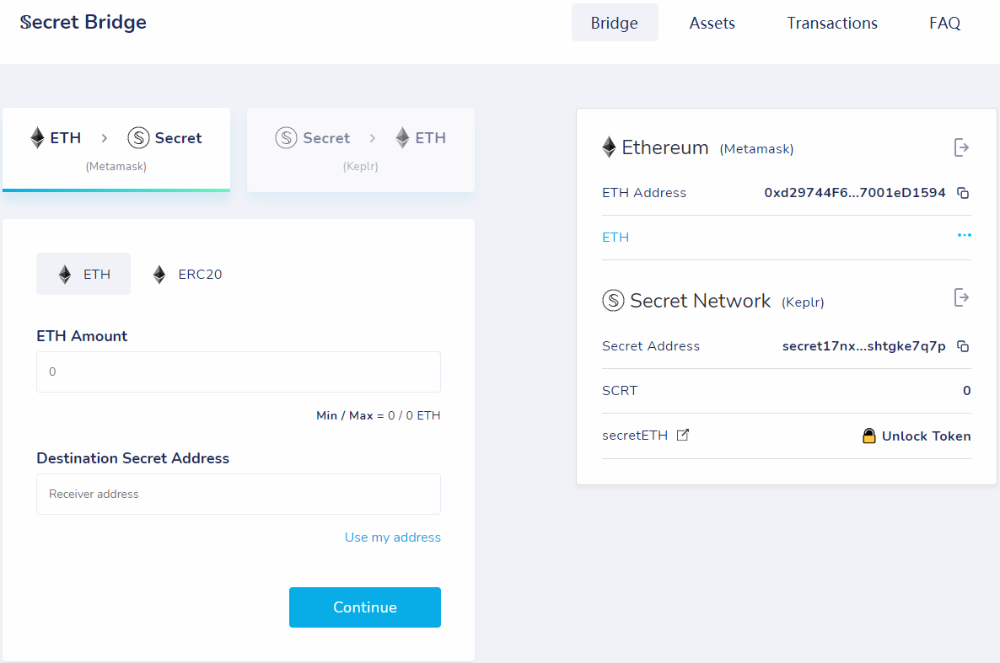 Secret Bridge
Bridge
Assets
Transactions
FAQ
ETH > Secret
(Metamask)
Secret > ETH
(Keplr)
ETH
ERC20
ETH Amount
0
Min / Max = 0 / 0 ETH
Destination Secret Address
Receiver address
Use my address
Continue
Ethereum (Metamask)
ETH Address 0xd29744F6...7001eD1594
ETH ...
Secret Network (Keplr)
Secret Address secret17nx...shtgke7q7p
SCRT 0
secretETH Unlock Token